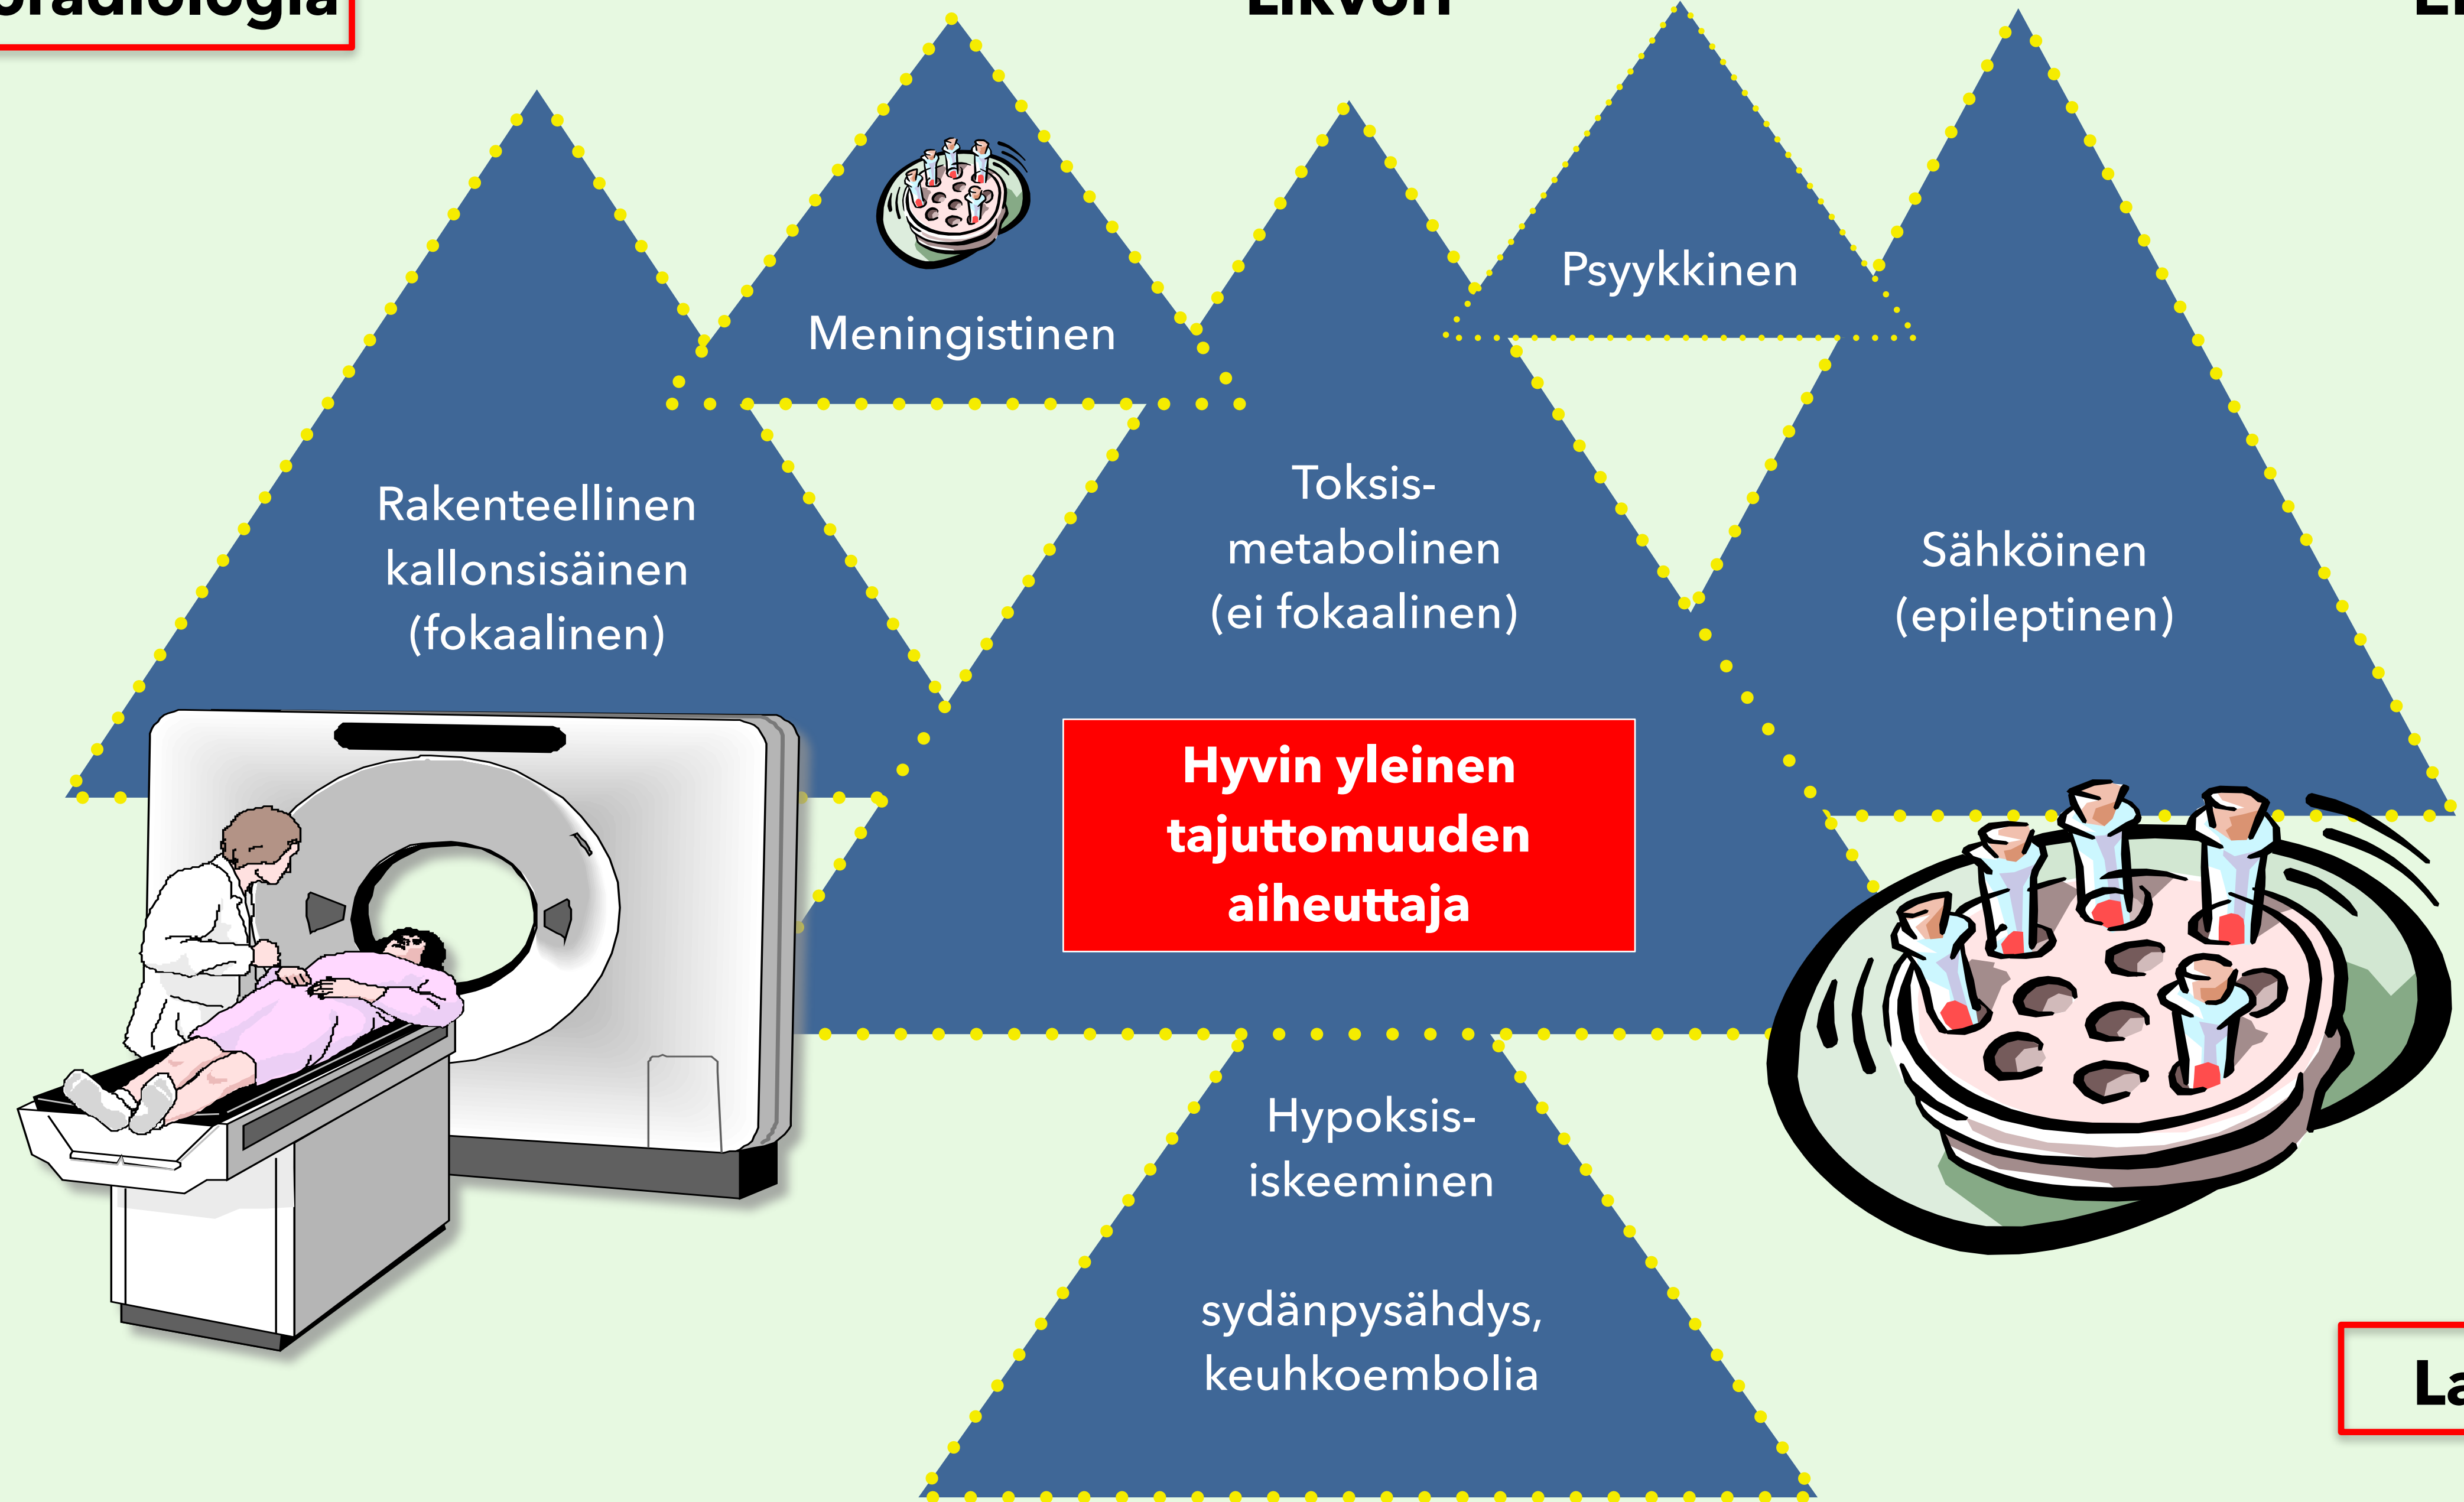 Likvori
Psyykkinen
Meningistinen
Rakenteellinen
kallonsisäinen
(fokaalinen)
Toksis-
metabolinen
(ei fokaalinen)
Sähköinen
(epileptinen)
Hyvin yleinen
tajuttomuuden
aiheuttaja
Hypoksis-
iskeeminen
sydänpysähdys,
keuhkoembolia